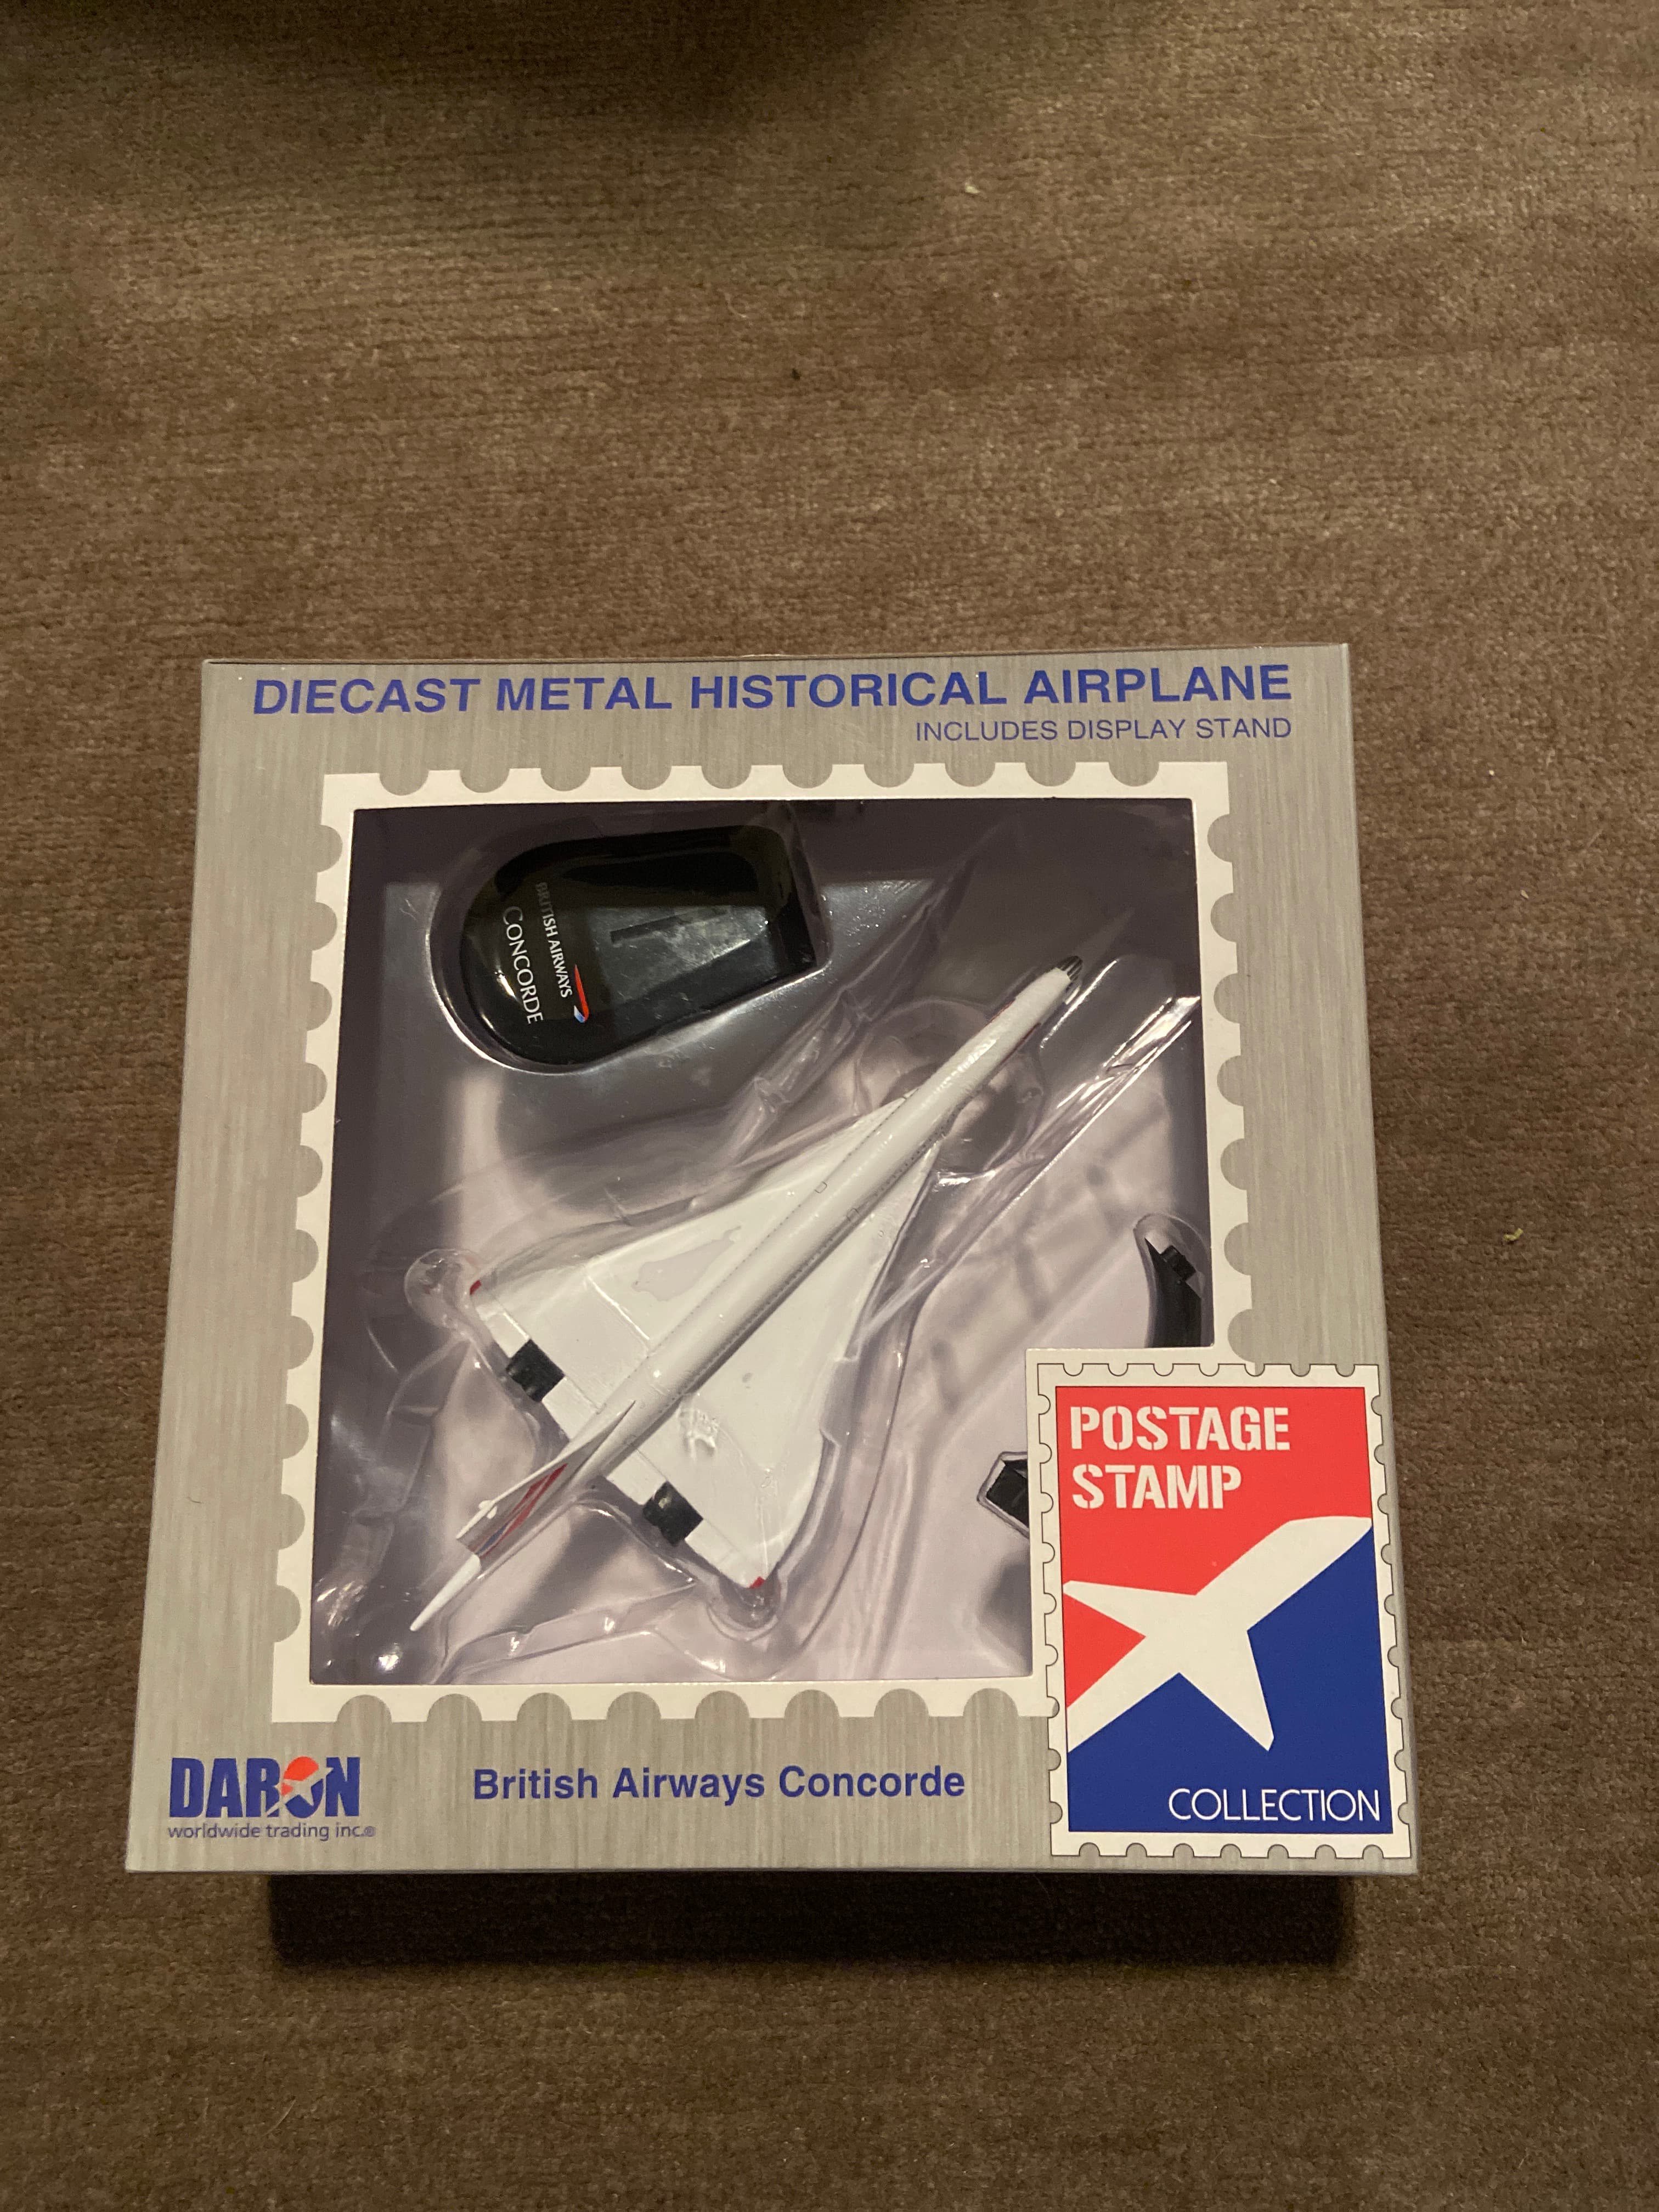 DIECAST METAL HISTORICAL AIRPLANE
INCLUDES DISPLAY STAND
BRITISH AIRWAYS
CONCORDE
POSTAGE
STAMP
COLLECTION
DARON
worldwide trading inc.®
British Airways Concorde